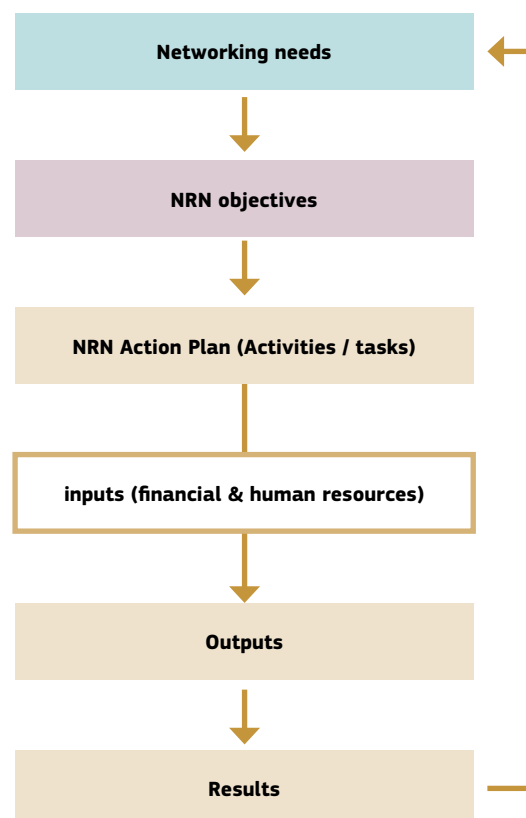 Networking needs
NRN objectives
NRN Action Plan (Activities / tasks)
inputs (financial & human resources)
Outputs
Results